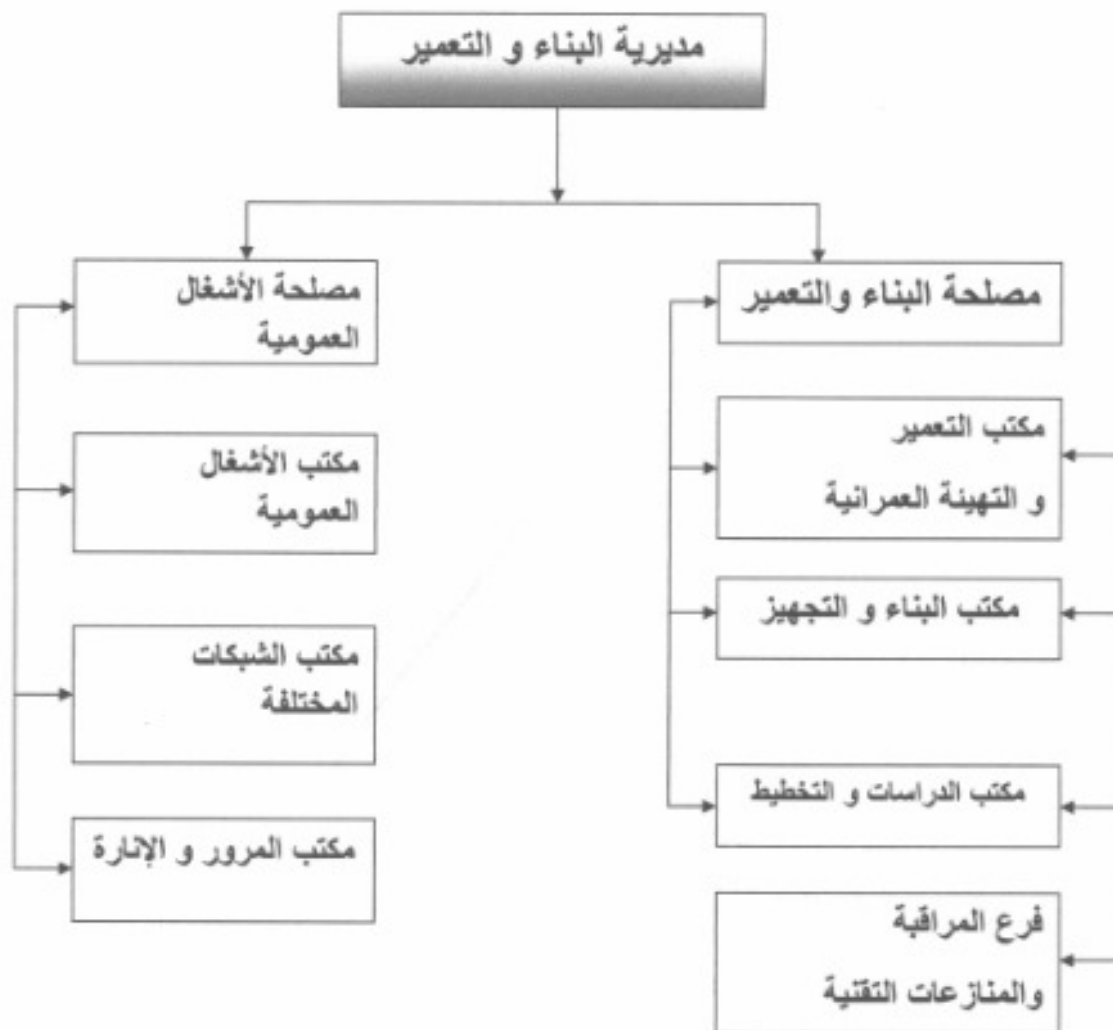 مديرية البناء و التعمير
مصلحة البناء والتعمير
مكتب التعمير
و التهيئة العمرانية
مكتب البناء و التجهيز
مكتب الدراسات و التخطيط
فرع المراقبة
والمنازعات التقنية
مصلحة الأشغال
العمومية
مكتب الأشغال
العمومية
مكتب الشبكات
المختلفة
مكتب المرور و الإنارة